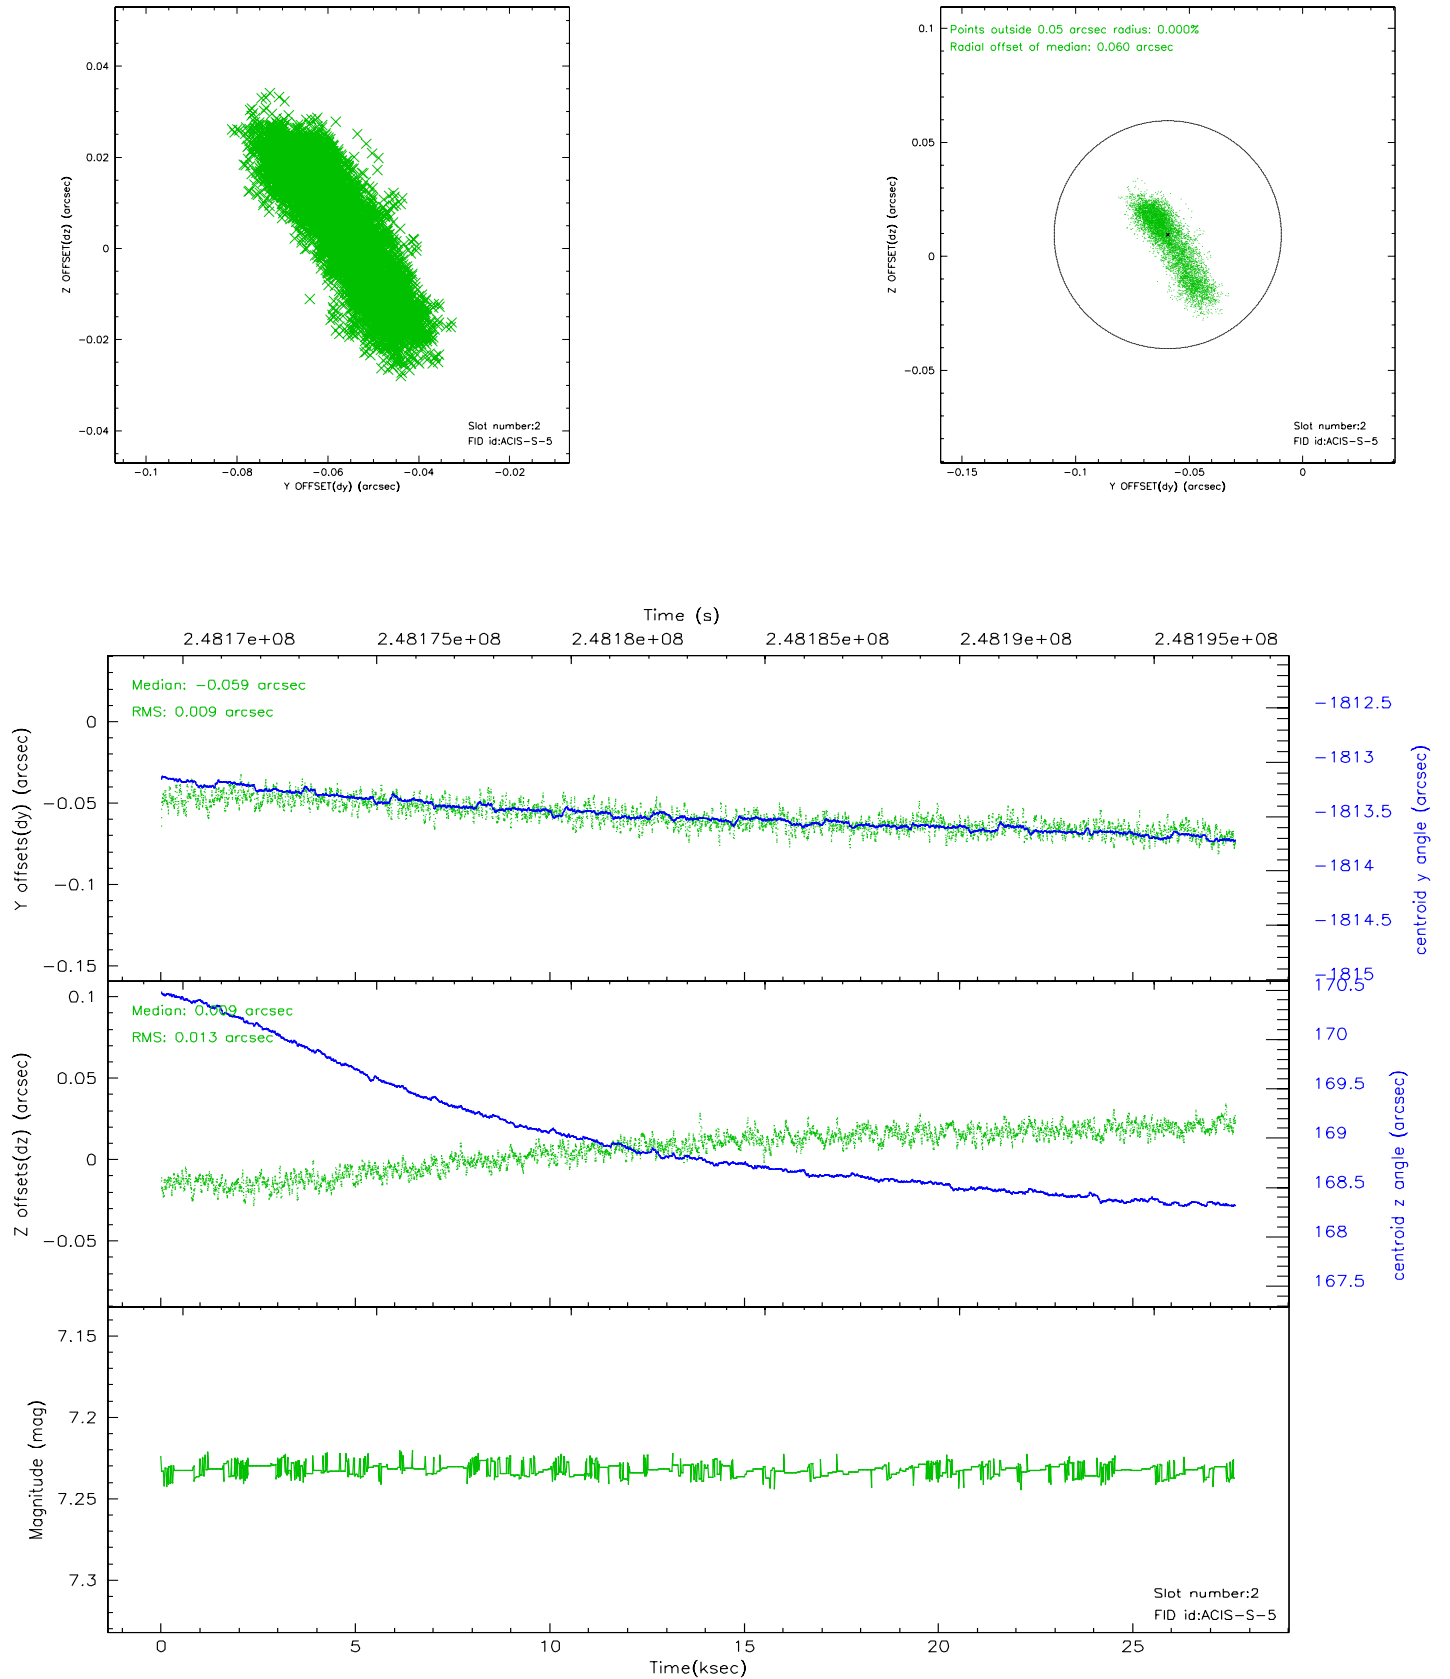 0.04
0.02
0
−0.02
−0.04
Z OFFSET(dz) (arcsec)
Slot number:2
FID id:ACIS−S−5
−0.1
−0.08
−0.06
−0.04
−0.02
Y OFFSET(dy) (arcsec)
Points outside 0.05 arcsec radius: 0.000%
Radial offset of median: 0.060 arcsec
0.1
0.05
0
−0.05
Z OFFSET(dz) (arcsec)
Slot number:2
FID id:ACIS−S−5
−0.15
−0.1
−0.05
0
Y OFFSET(dy) (arcsec)
Time (s)
2.4817e+08
2.48175e+08
2.4818e+08
2.48185e+08
2.4819e+08
2.48195e+08
Median: −0.059 arcsec
RMS: 0.009 arcsec
0
−0.05
−0.1
−0.15
Y offsets(dy) (arcsec)
−1812.5
−1813
−1813.5
−1814
−1814.5
−1815
centroid y angle (arcsec)
Median: 0.009 arcsec
RMS: 0.013 arcsec
0.1
0.05
0
−0.05
Z offsets(dz) (arcsec)
170.5
170
169.5
169
168.5
168
167.5
centroid z angle (arcsec)
7.15
7.2
7.25
7.3
Magnitude (mag)
Slot number:2
FID id:ACIS−S−5
0
5
10
15
20
25
Time(ksec)